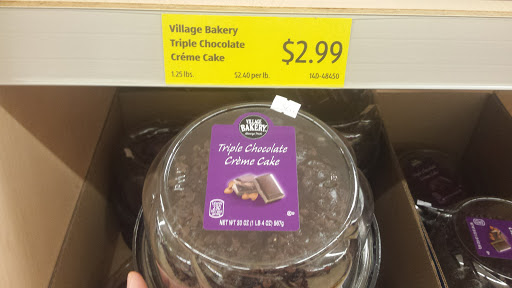 Village Bakery
Triple Chocolate
Créme Cake
$2.99
1.25 lbs.
$2.40 per lb.
140-48450
VILLAGE
BAKERY
Triple Chocolate
Crème Cake
NET WT 20 OZ (1 LB 4 OZ) 567g